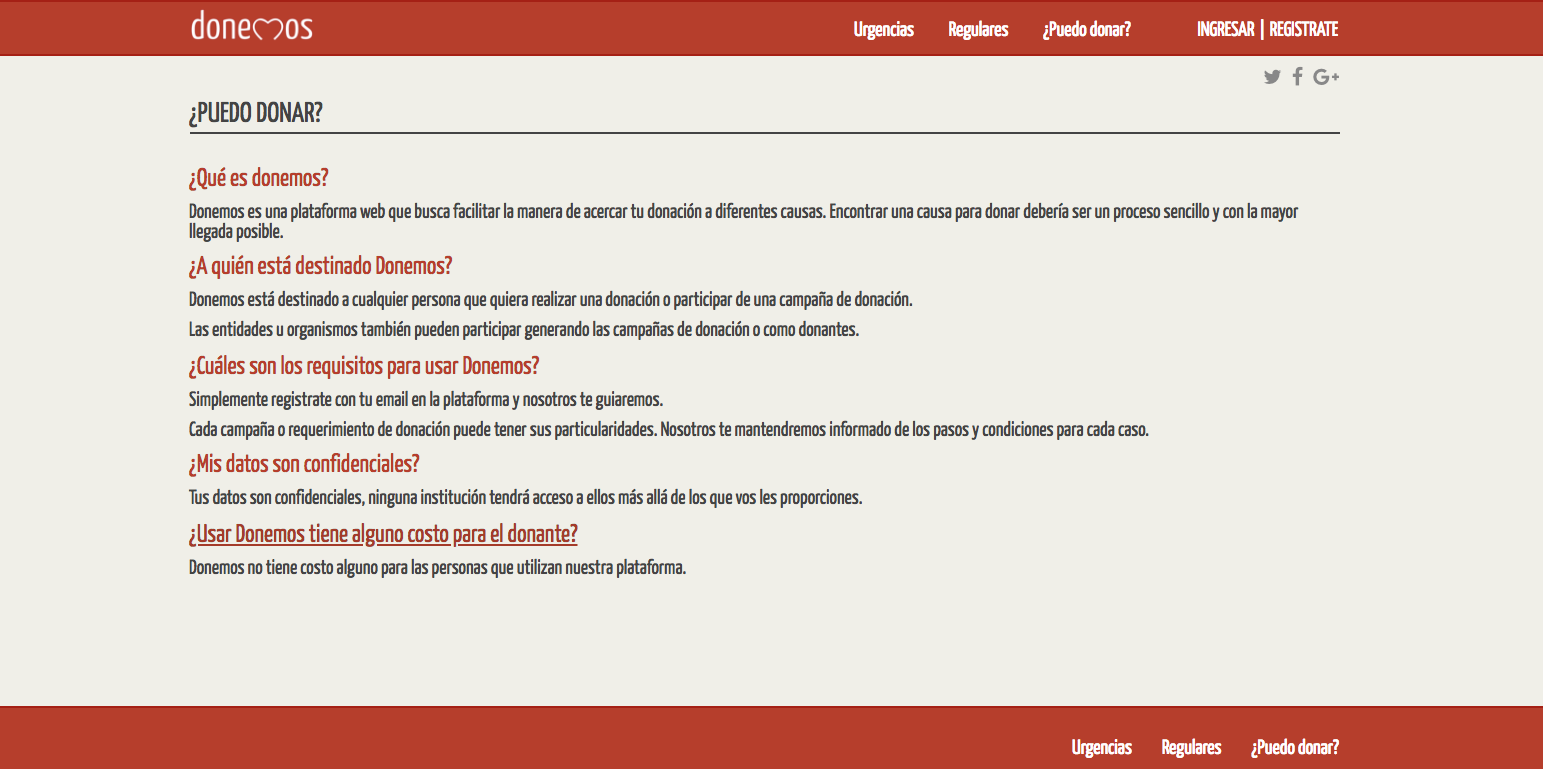 donemos
Urgencias Regulares ¿Puedo donar? INGRESAR | REGISTRATE
¿PUEDO DONAR?
¿Qué es donemos?
Donemos es una plataforma web que busca facilitar la manera de acercar tu donación a diferentes causas. Encontrar una causa para donar debería ser un proceso sencillo y con la mayor
llegada posible.
¿A quién está destinado Donemos?
Donemos está destinado a cualquier persona que quiera realizar una donación o participar de una campaña de donación.
Las entidades u organismos también pueden participar generando las campañas de donación o como donantes.
¿Cuáles son los requisitos para usar Donemos?
Simplemente registrate con tu email en la plataforma y nosotros te guiaremos.
Cada campaña o requerimiento de donación puede tener sus particularidades. Nosotros te mantendremos informado de los pasos y condiciones para cada caso.
¿Mis datos son confidenciales?
Tus datos son confidenciales, ninguna institución tendrá acceso a ellos más allá de los que vos les proporciones.
¿Usar Donemos tiene alguno costo para el donante?
Donemos no tiene costo alguno para las personas que utilizan nuestra plataforma.
Urgencias Regulares ¿Puedo donar?